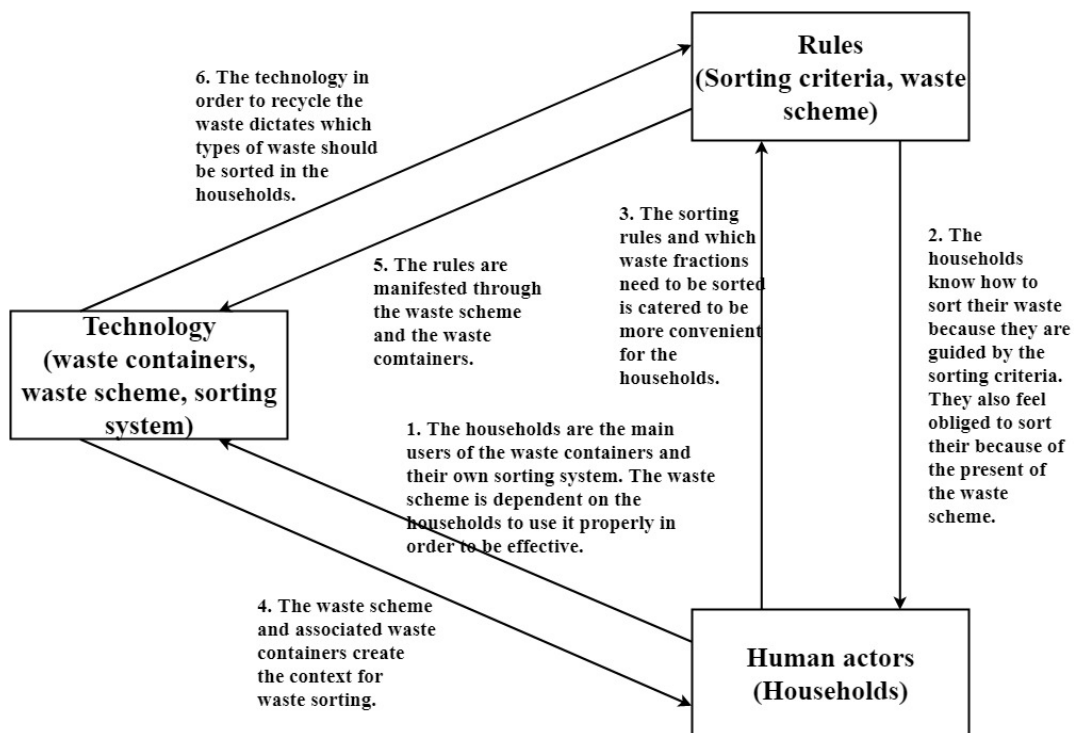 Rules
(Sorting criteria, waste
scheme)
6. The technology in
order to recycle the
waste dictates which
types of waste should
be sorted in the
households.
3. The sorting
rules and which
waste fractions
need to be sorted
is catered to be
more convenient
for the
households.
2. The
households
know how to
sort their waste
because they are
guided by the
sorting criteria.
They also feel
obliged to sort
their because of
the present of
the waste
scheme.
5. The rules are
manifested through
the waste scheme
and the waste
comtainers.
Technology
(waste containers,
waste scheme, sorting
system)
1. The households are the main
users of the waste containers and
their own sorting system. The waste
scheme is dependent on the
households to use it properly in
order to be effective.
4. The waste scheme
and associated waste
containers create
the context for
waste sorting.
Human actors
(Households)